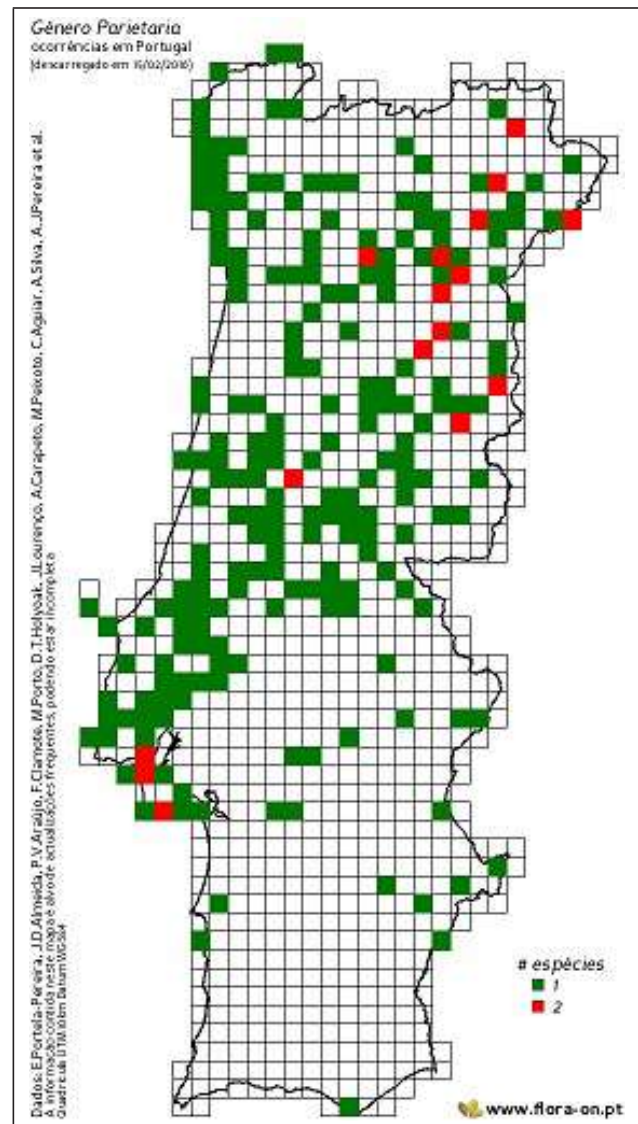 Género Parietaria
ocorrências em Portugal
(descarregado em 15/02/2016)
Dados: E.Portela-Pereira, J.D.Almeida, P.V.Araújo, F.Clamote, M.Porto, D.T.Holyoak, J.Lourenço, A.Carapeto, M.Peixoto, C.Aguiar, A.Silva, A.J.Pereira et al.
A informação contida neste mapa é alvo de actualizações frequentes, podendo estar incompleta
Quadrícula UTM 10km Datum WGS84
# espécies
1
2
www.flora-on.pt